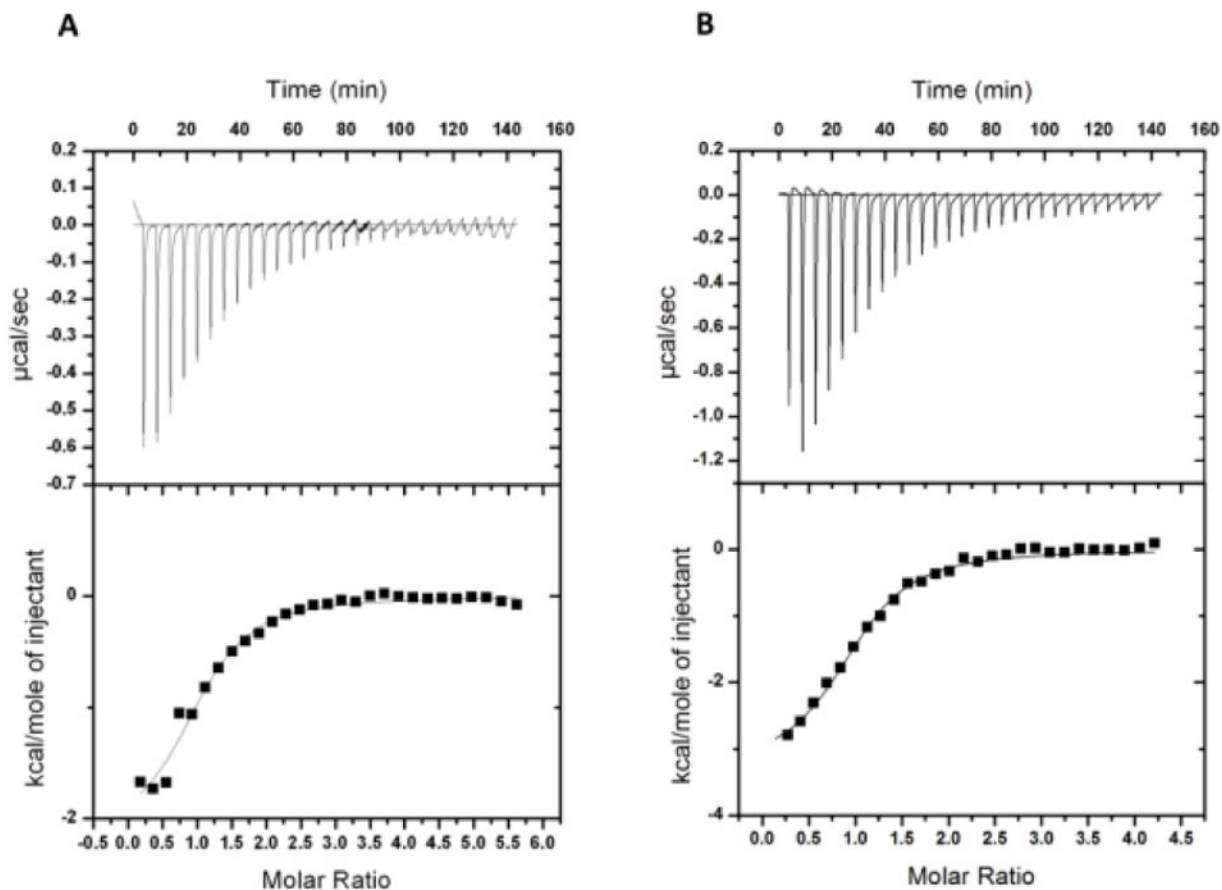 A
Time (min)
0 20 40 60 80 100 120 140 160
0.2
0.1
0.0
-0.1
-0.2
-0.3
-0.4
-0.5
-0.6
-0.7
µcal/sec
0
-2
kcal/mole of injectant
-0.5 0.0 0.5 1.0 1.5 2.0 2.5 3.0 3.5 4.0 4.5 5.0 5.5 6.0
Molar Ratio
B
Time (min)
0 20 40 60 80 100 120 140 160
0.0
-0.2
-0.4
-0.6
-0.8
-1.0
-1.2
µcal/sec
0
-2
-4
kcal/mole of injectant
0.0 0.5 1.0 1.5 2.0 2.5 3.0 3.5 4.0 4.5
Molar Ratio